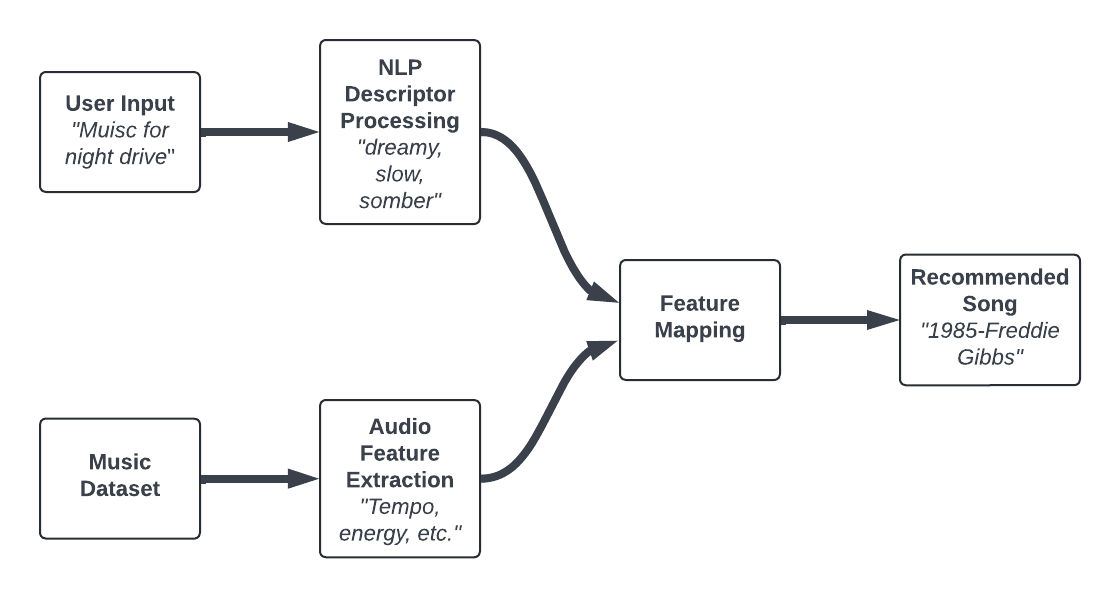 User Input
"Muisc for
night drive"
NLP
Descriptor
Processing
"dreamy,
slow,
somber"
Feature
Mapping
Recommended
Song
"1985-Freddie
Gibbs"
Music
Dataset
Audio
Feature
Extraction
"Tempo,
energy, etc."